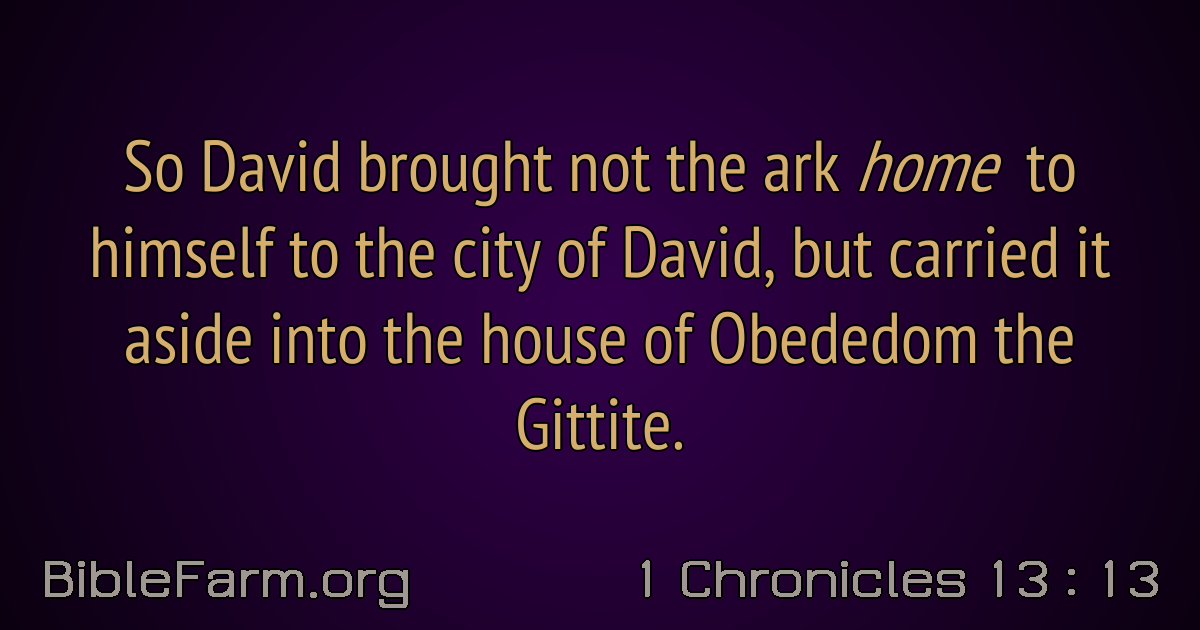 So David brought not the ark home to
himself to the city of David, but carried it
aside into the house of Obededom the
Gittite.
BibleFarm.org
1 Chronicles 13 : 13